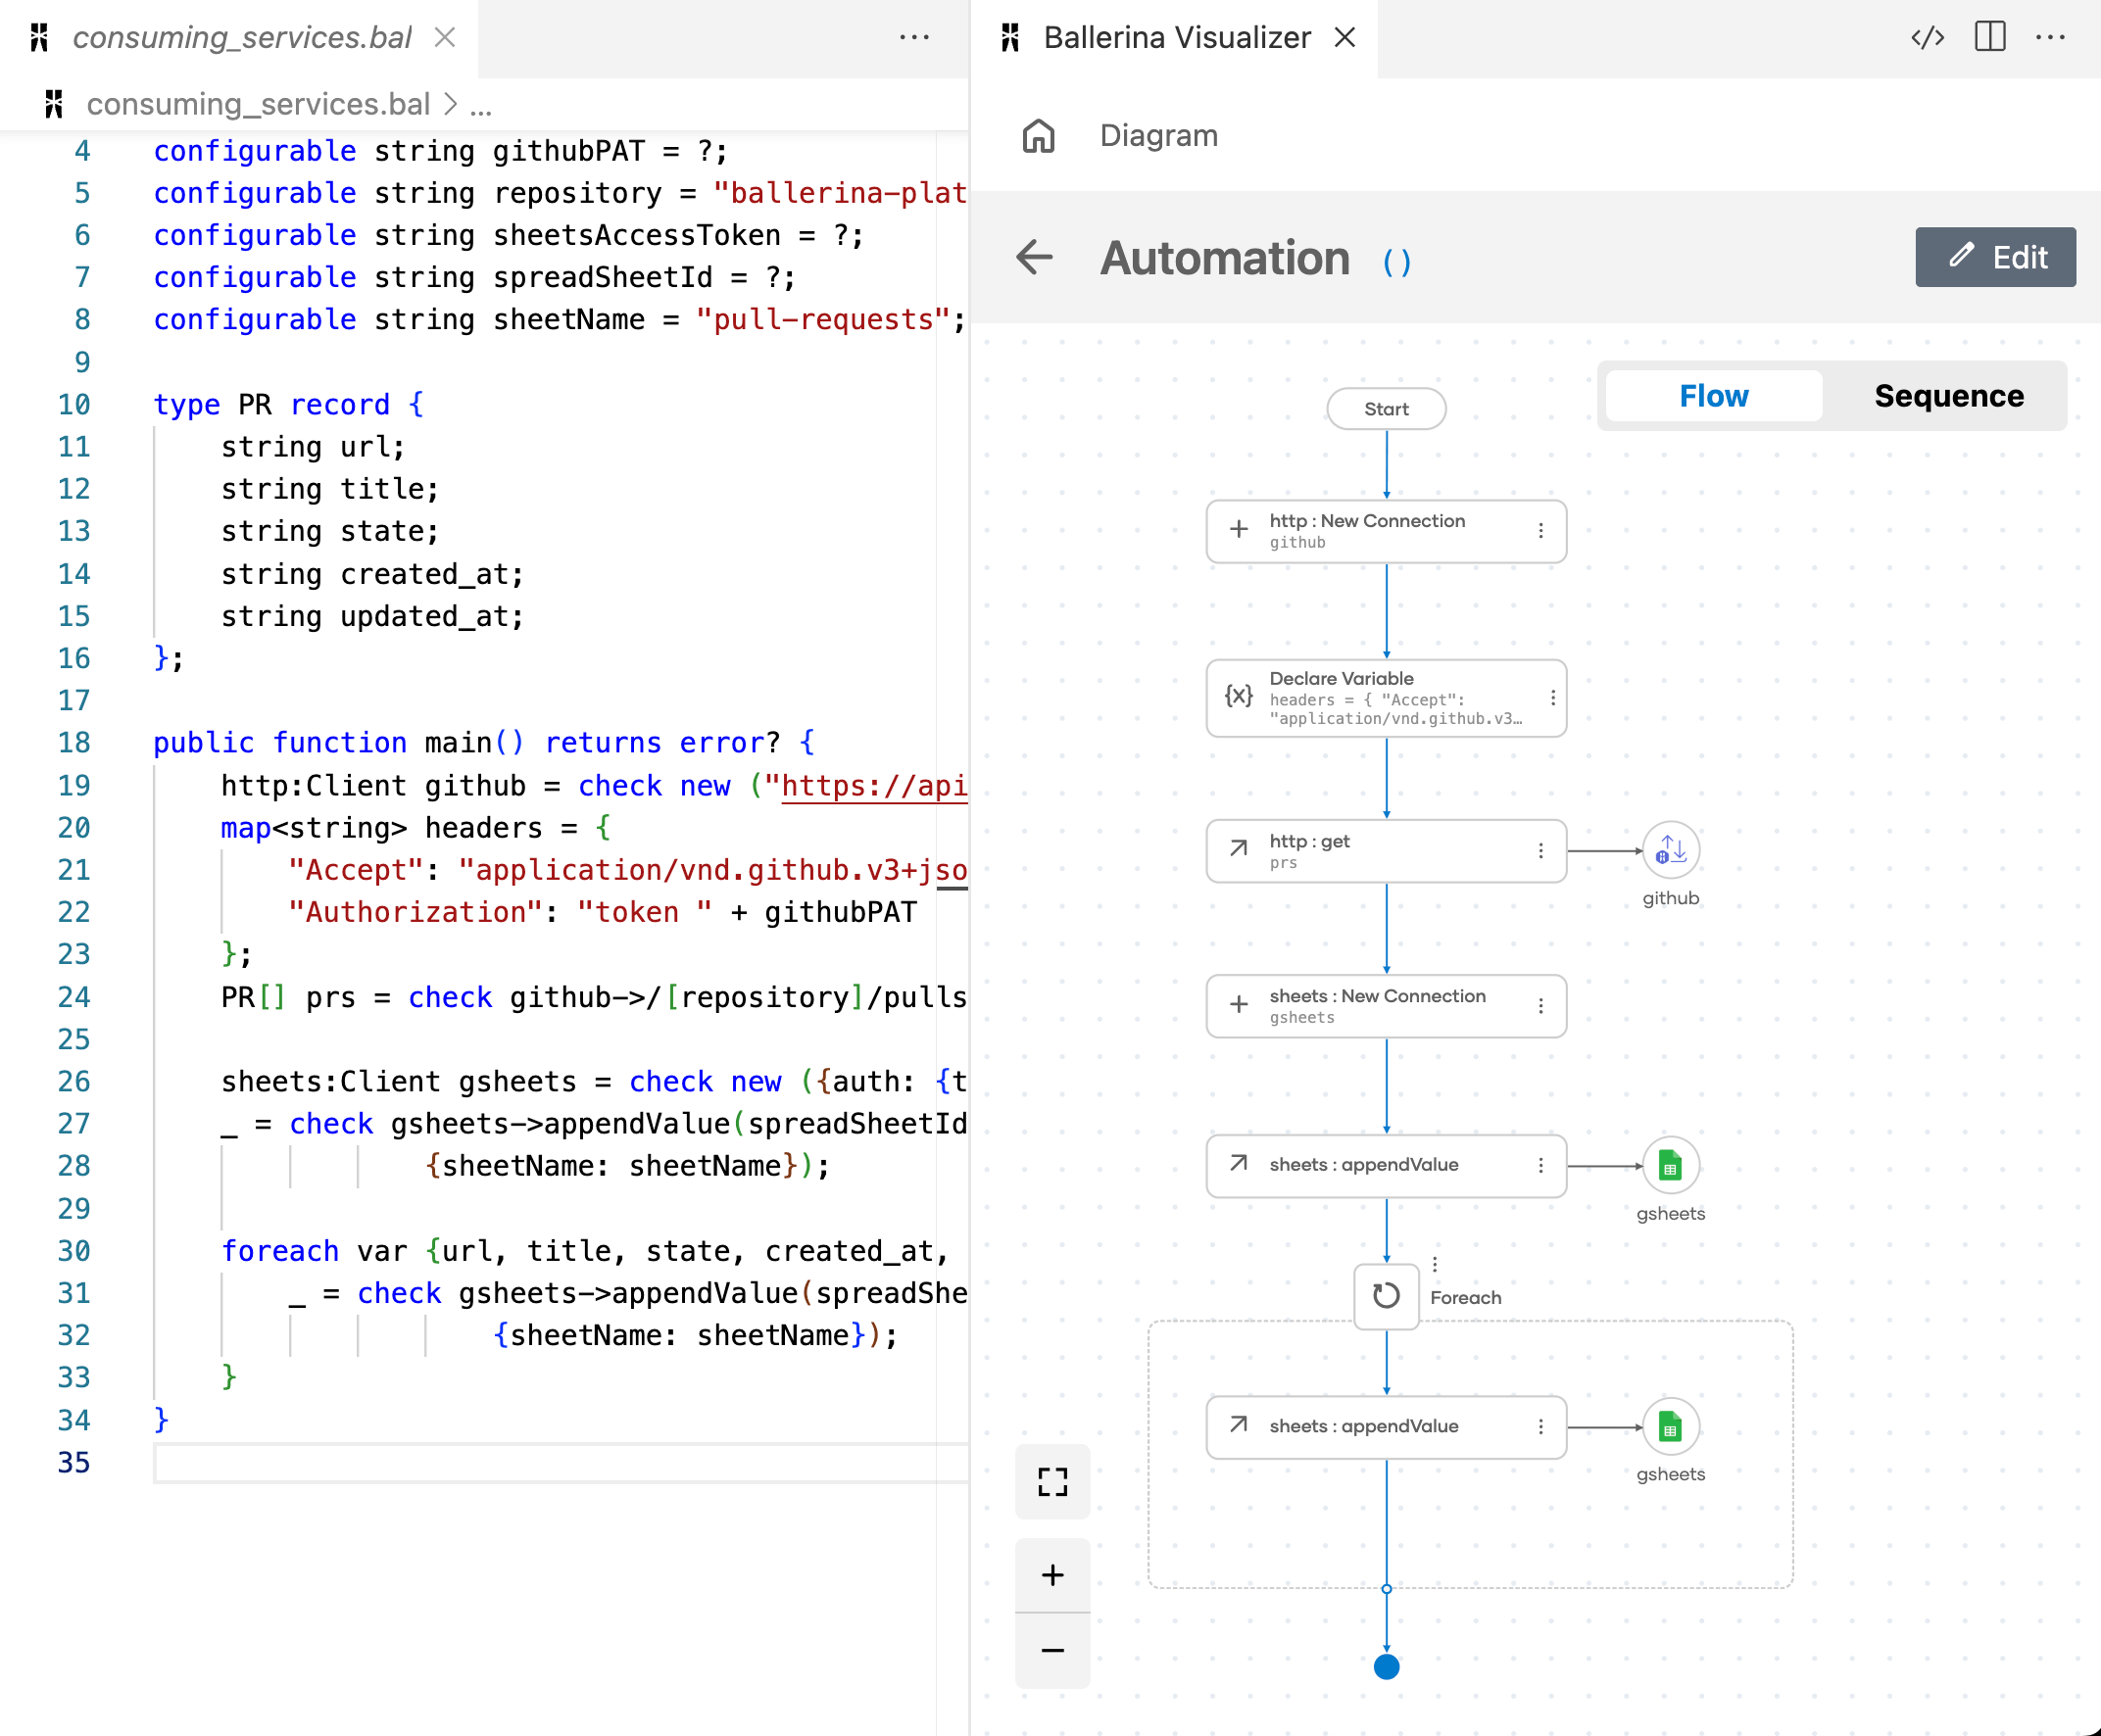 consuming_services.bal
consuming_services.bal > ...
4 configurable string githubPAT = ?;
5 configurable string repository = "ballerina-plat
6 configurable string sheetsAccessToken = ?;
7 configurable string spreadSheetId = ?;
8 configurable string sheetName = "pull-requests";
9
10 type PR record {
11 string url;
12 string title;
13 string state;
14 string created_at;
15 string updated_at;
16 };
17
18 public function main() returns error? {
19 http:Client github = check new ("https://api
20 map<string> headers = {
21 "Accept": "application/vnd.github.v3+jso
22 "Authorization": "token " + githubPAT
23 };
24 PR[] prs = check github->/[repository]/pulls
25
26 sheets:Client gsheets = check new ({auth: {t
27 _ = check gsheets->appendValue(spreadSheetId
28 {sheetName: sheetName});
29
30 foreach var {url, title, state, created_at,
31 _ = check gsheets->appendValue(spreadShe
32 {sheetName: sheetName});
33 }
34 }
35
Ballerina Visualizer
Diagram
Automation ()
Edit
Flow
Sequence
Start
http : New Connection
github
Declare Variable
headers = { "Accept":
"application/vnd.github.v3...
http : get
prs
github
sheets : New Connection
gsheets
sheets : appendValue
gsheets
Foreach
sheets : appendValue
gsheets